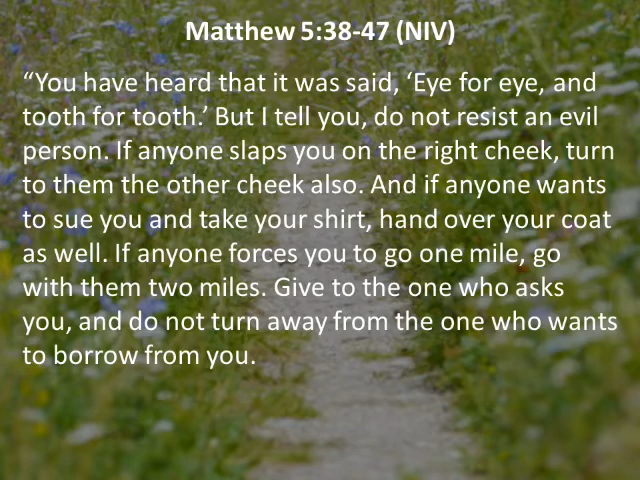 Matthew 5:38-47 (NIV)
“You have heard that it was said, ‘Eye for eye, and
tooth for tooth.’ But I tell you, do not resist an evil
person. If anyone slaps you on the right cheek, turn
to them the other cheek also. And if anyone wants
to sue you and take your shirt, hand over your coat
as well. If anyone forces you to go one mile, go
with them two miles. Give to the one who asks
you, and do not turn away from the one who wants
to borrow from you.